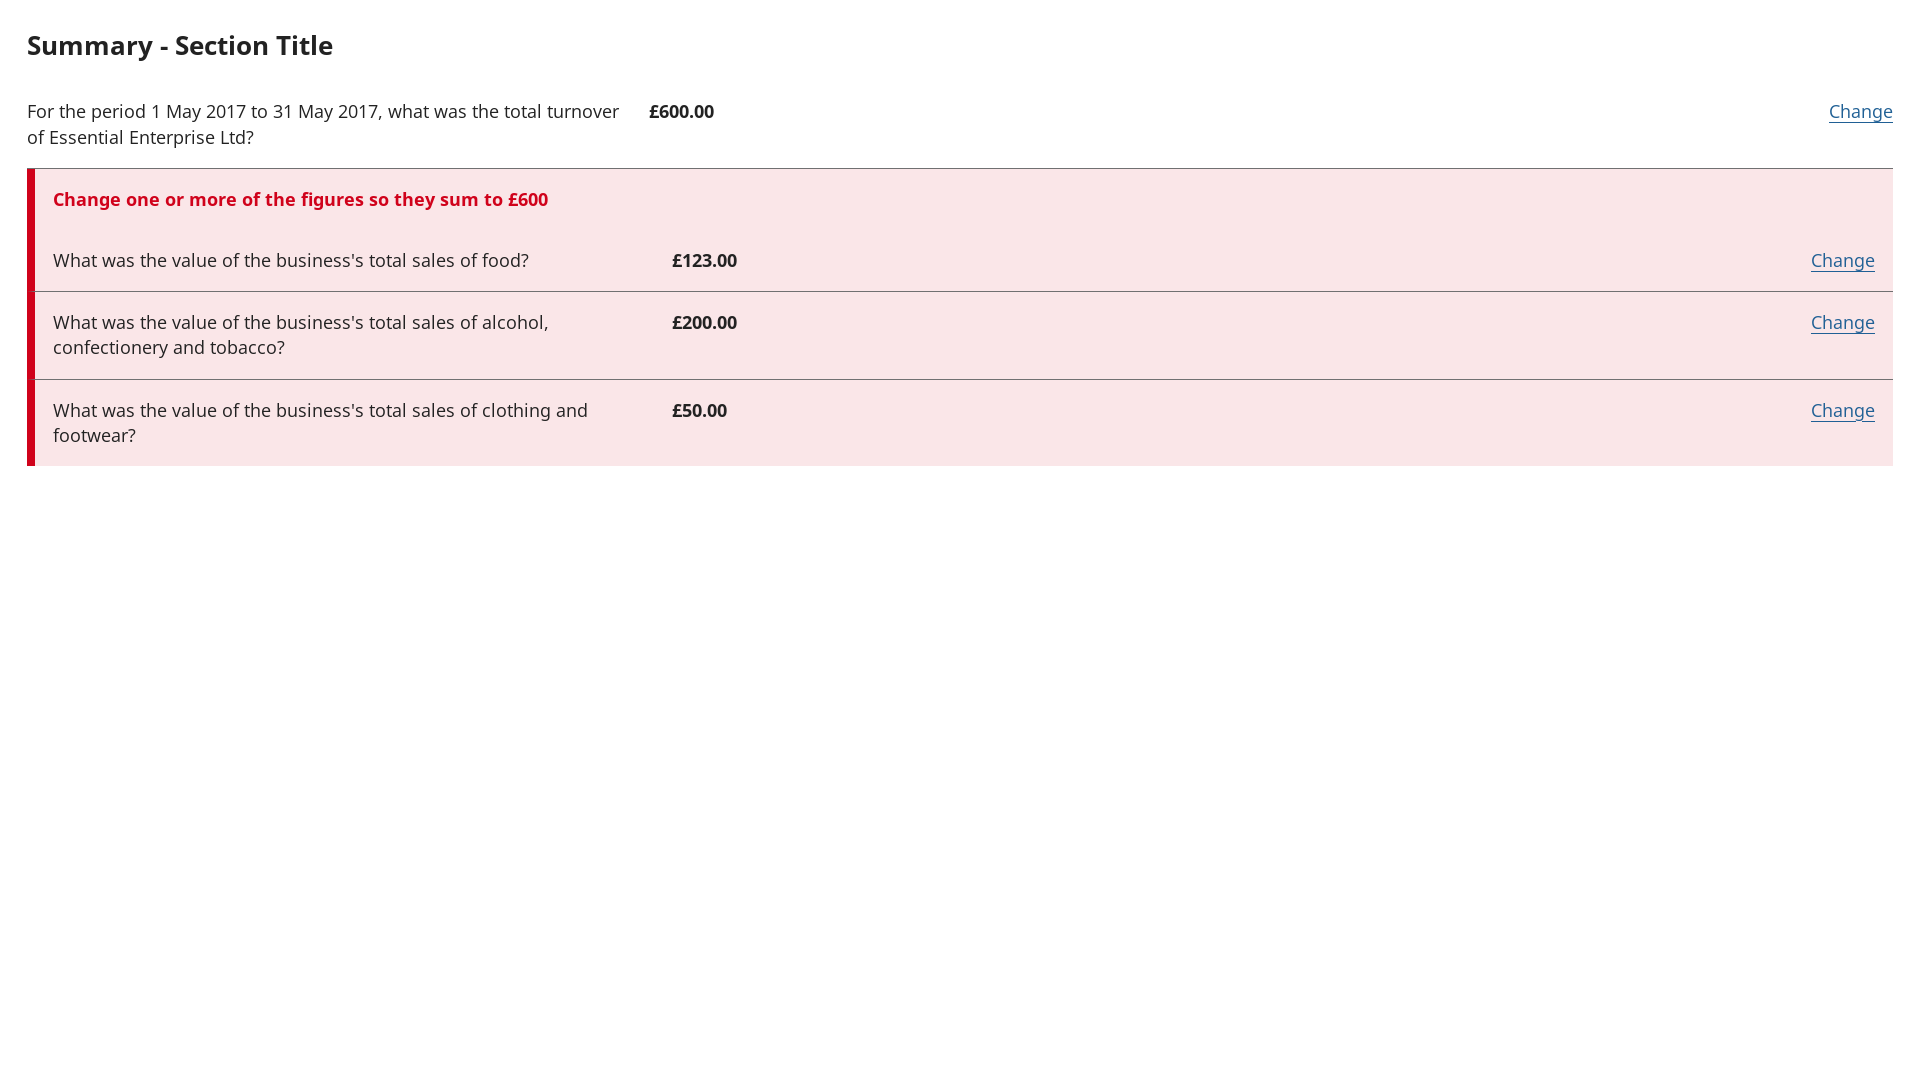 Summary - Section Title
For the period 1 May 2017 to 31 May 2017, what was the total turnover
of Essential Enterprise Ltd?
£600.00
Change
Change one or more of the figures so they sum to £600
What was the value of the business's total sales of food?
£123.00
Change
What was the value of the business's total sales of alcohol,
confectionery and tobacco?
£200.00
Change
What was the value of the business's total sales of clothing and
footwear?
£50.00
Change